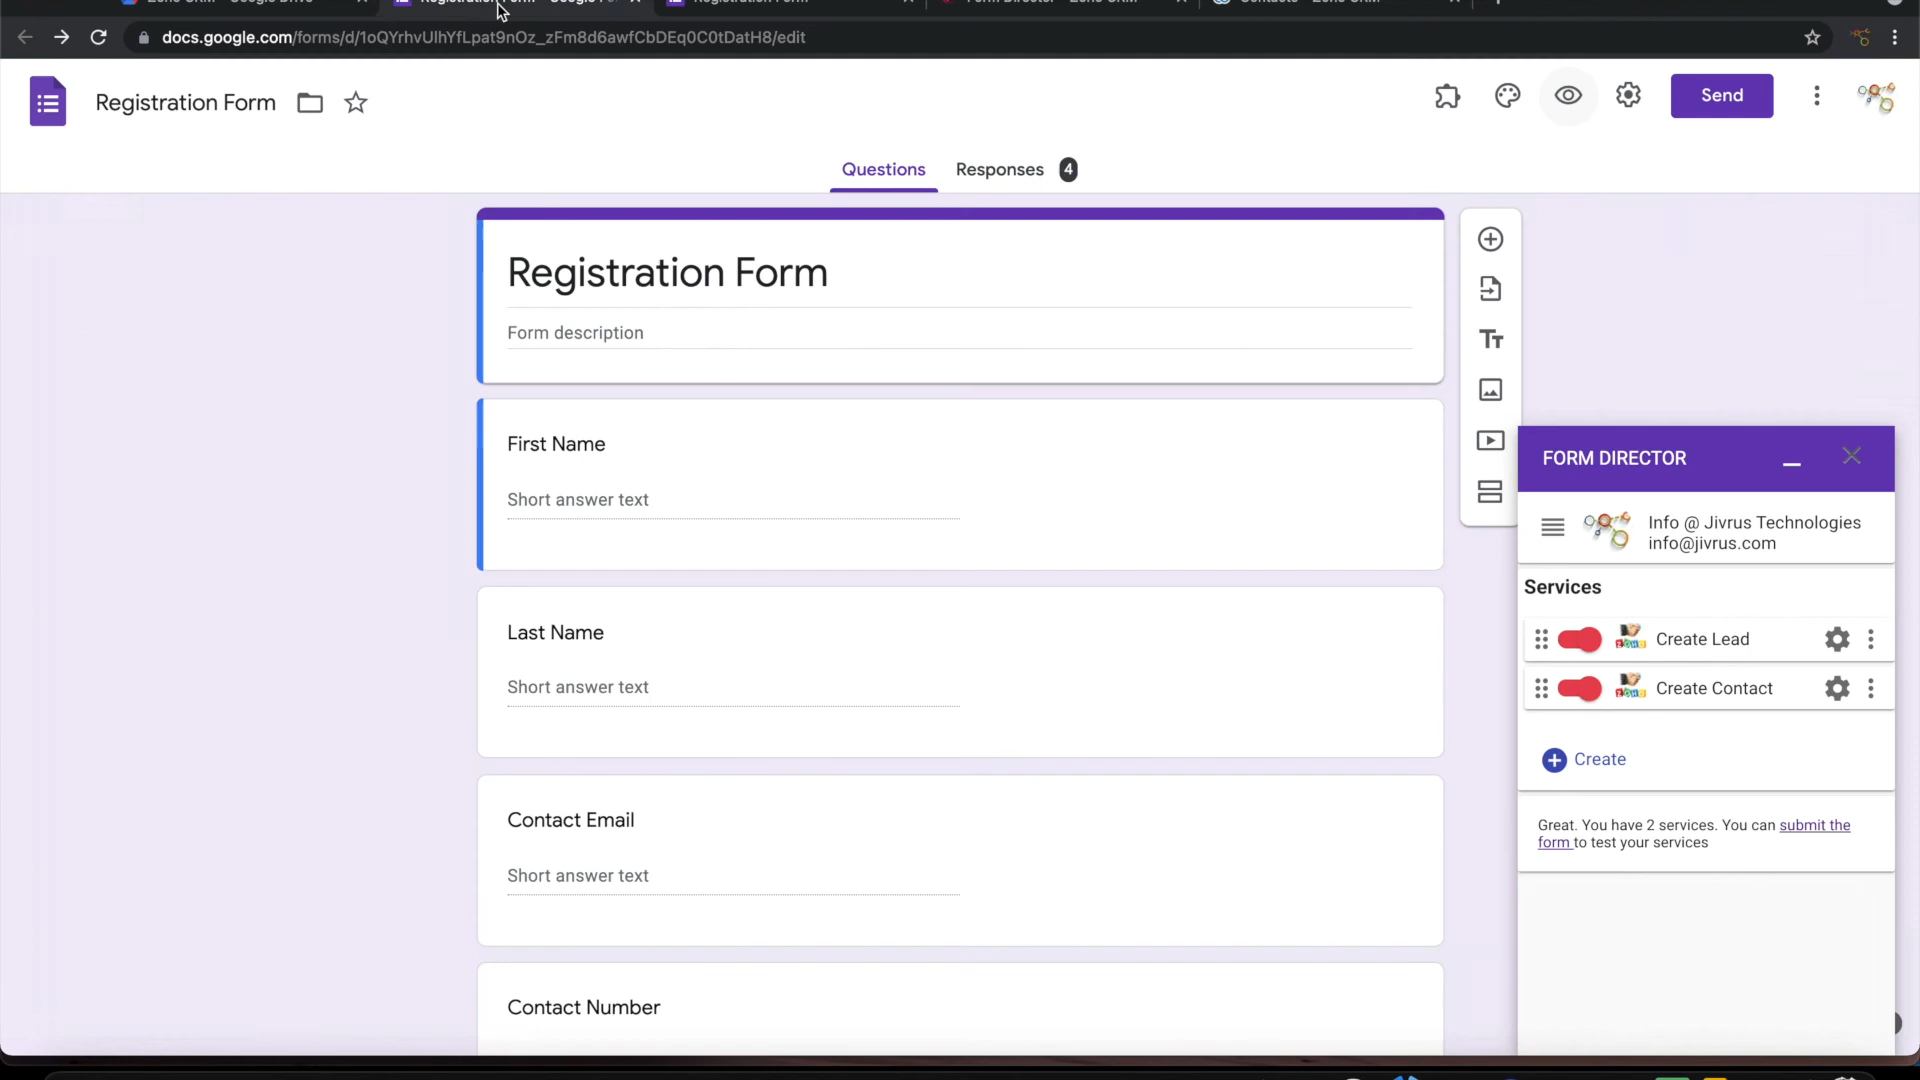 docs.google.com/forms/d/1oQYrhvUlhYfLpat9nOz_zFm8d6awfCbDEq0C0tDatH8/edit
Registration Form
Send
Questions
Responses 4
Registration Form
Form description
First Name
Short answer text
Last Name
Short answer text
Contact Email
Short answer text
Contact Number
FORM DIRECTOR
Info @ Jivrus Technologies
info@jivrus.com
Services
Create Lead
Create Contact
Create
Great. You have 2 services. You can submit the
form to test your services